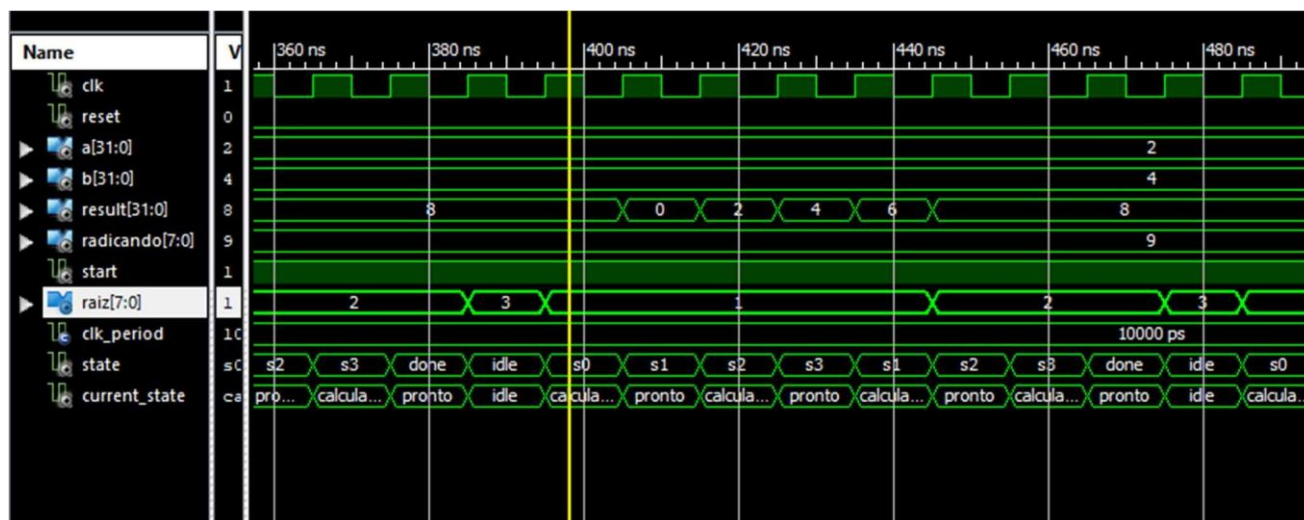 Name V 360 ns 380 ns 400 ns 420 ns 440 ns 460 ns 480 ns
clk 1
reset 0
a[31:0] 2 2
b[31:0] 4 4
result[31:0] 8 8 0 2 4 6 8
radicando[7:0] 9 9
start 1
raiz[7:0] 1 2 3 1 2 3
clk_period 10 10000 ps
state s0 s2 s3 done idle s0 s1 s2 s3 s1 s2 s3 done idle s0
current_state ca pro... calcula... pronto idle calcula... pronto calcula... pronto calcula... pronto calcula... pronto idle calcula...